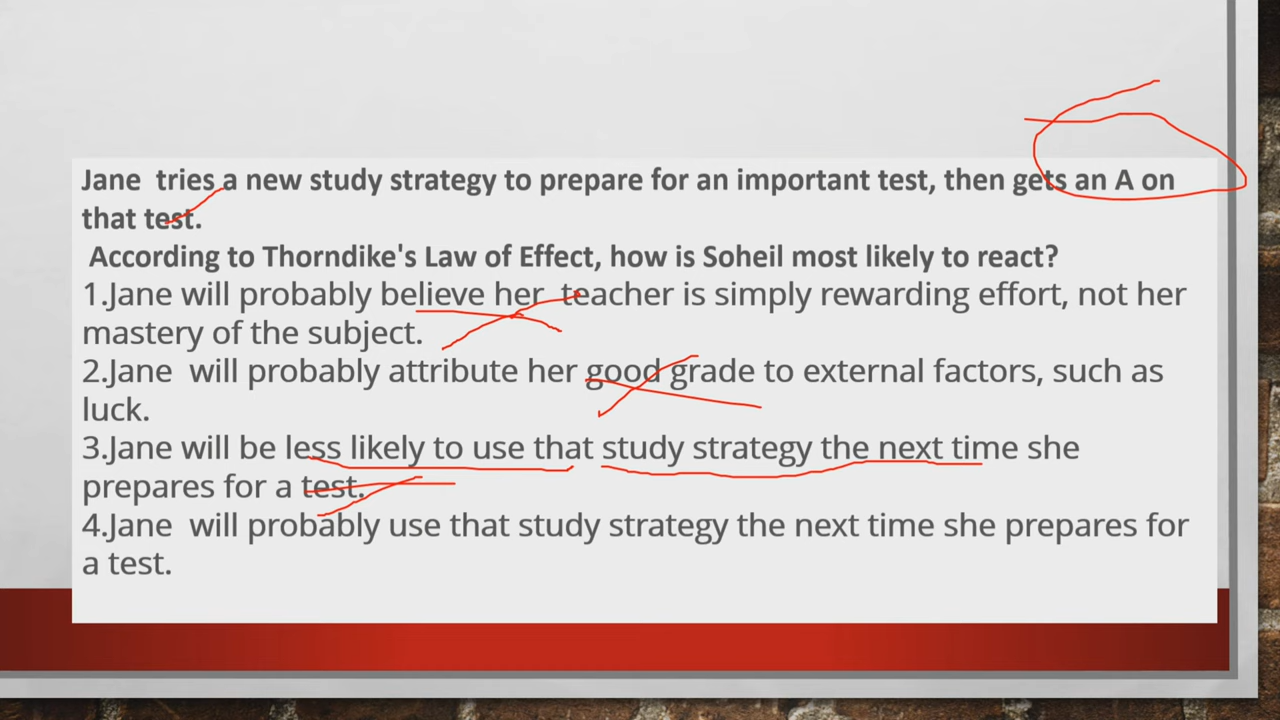 Jane tries a new study strategy to prepare for an important test, then gets an A on
that test.
According to Thorndike's Law of Effect, how is Soheil most likely to react?
1.Jane will probably believe her teacher is simply rewarding effort, not her
mastery of the subject.
2.Jane will probably attribute her good grade to external factors, such as
luck.
3.Jane will be less likely to use that study strategy the next time she
prepares for a test.
4.Jane will probably use that study strategy the next time she prepares for
a test.